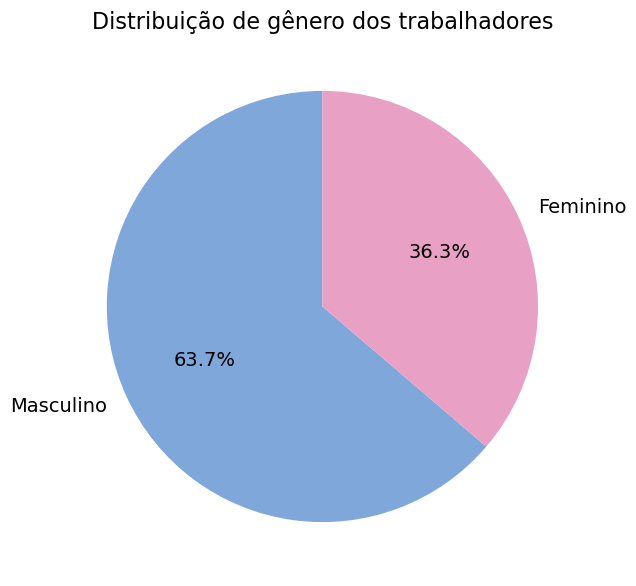 Distribuição de gênero dos trabalhadores
Feminino
36.3%
63.7%
Masculino